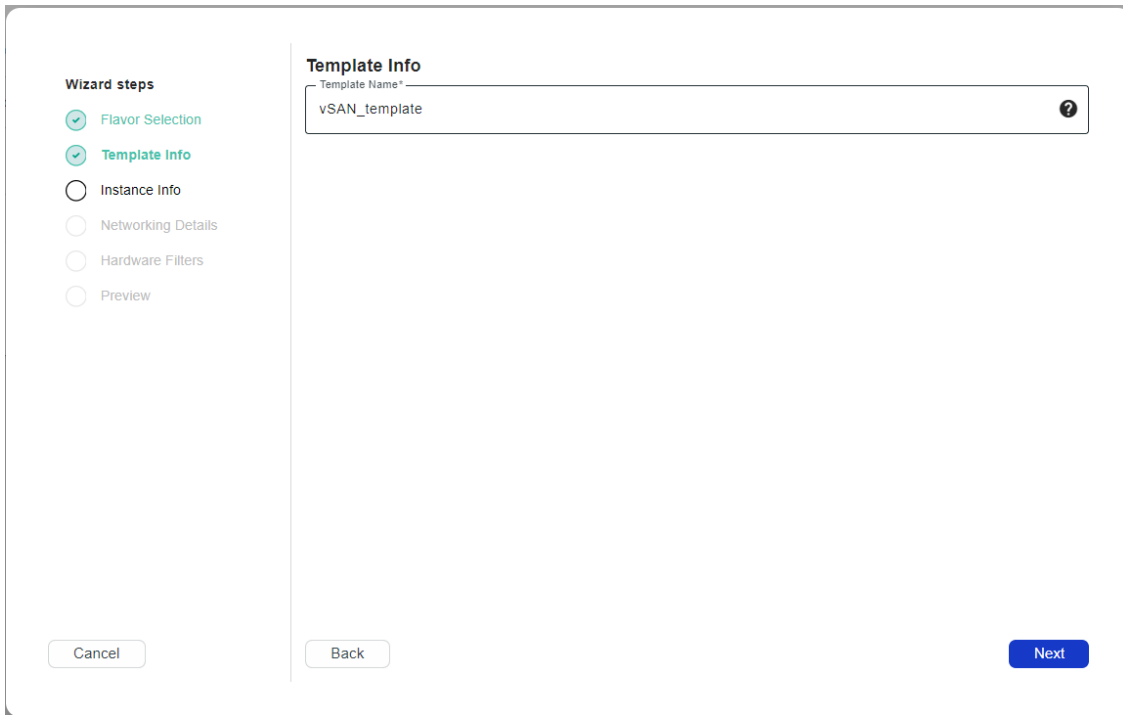 Wizard steps
Flavor Selection
Template Info
Instance Info
Networking Details
Hardware Filters
Preview
Cancel
Template Info
Template Name*
vSAN_template
?
Back
Next